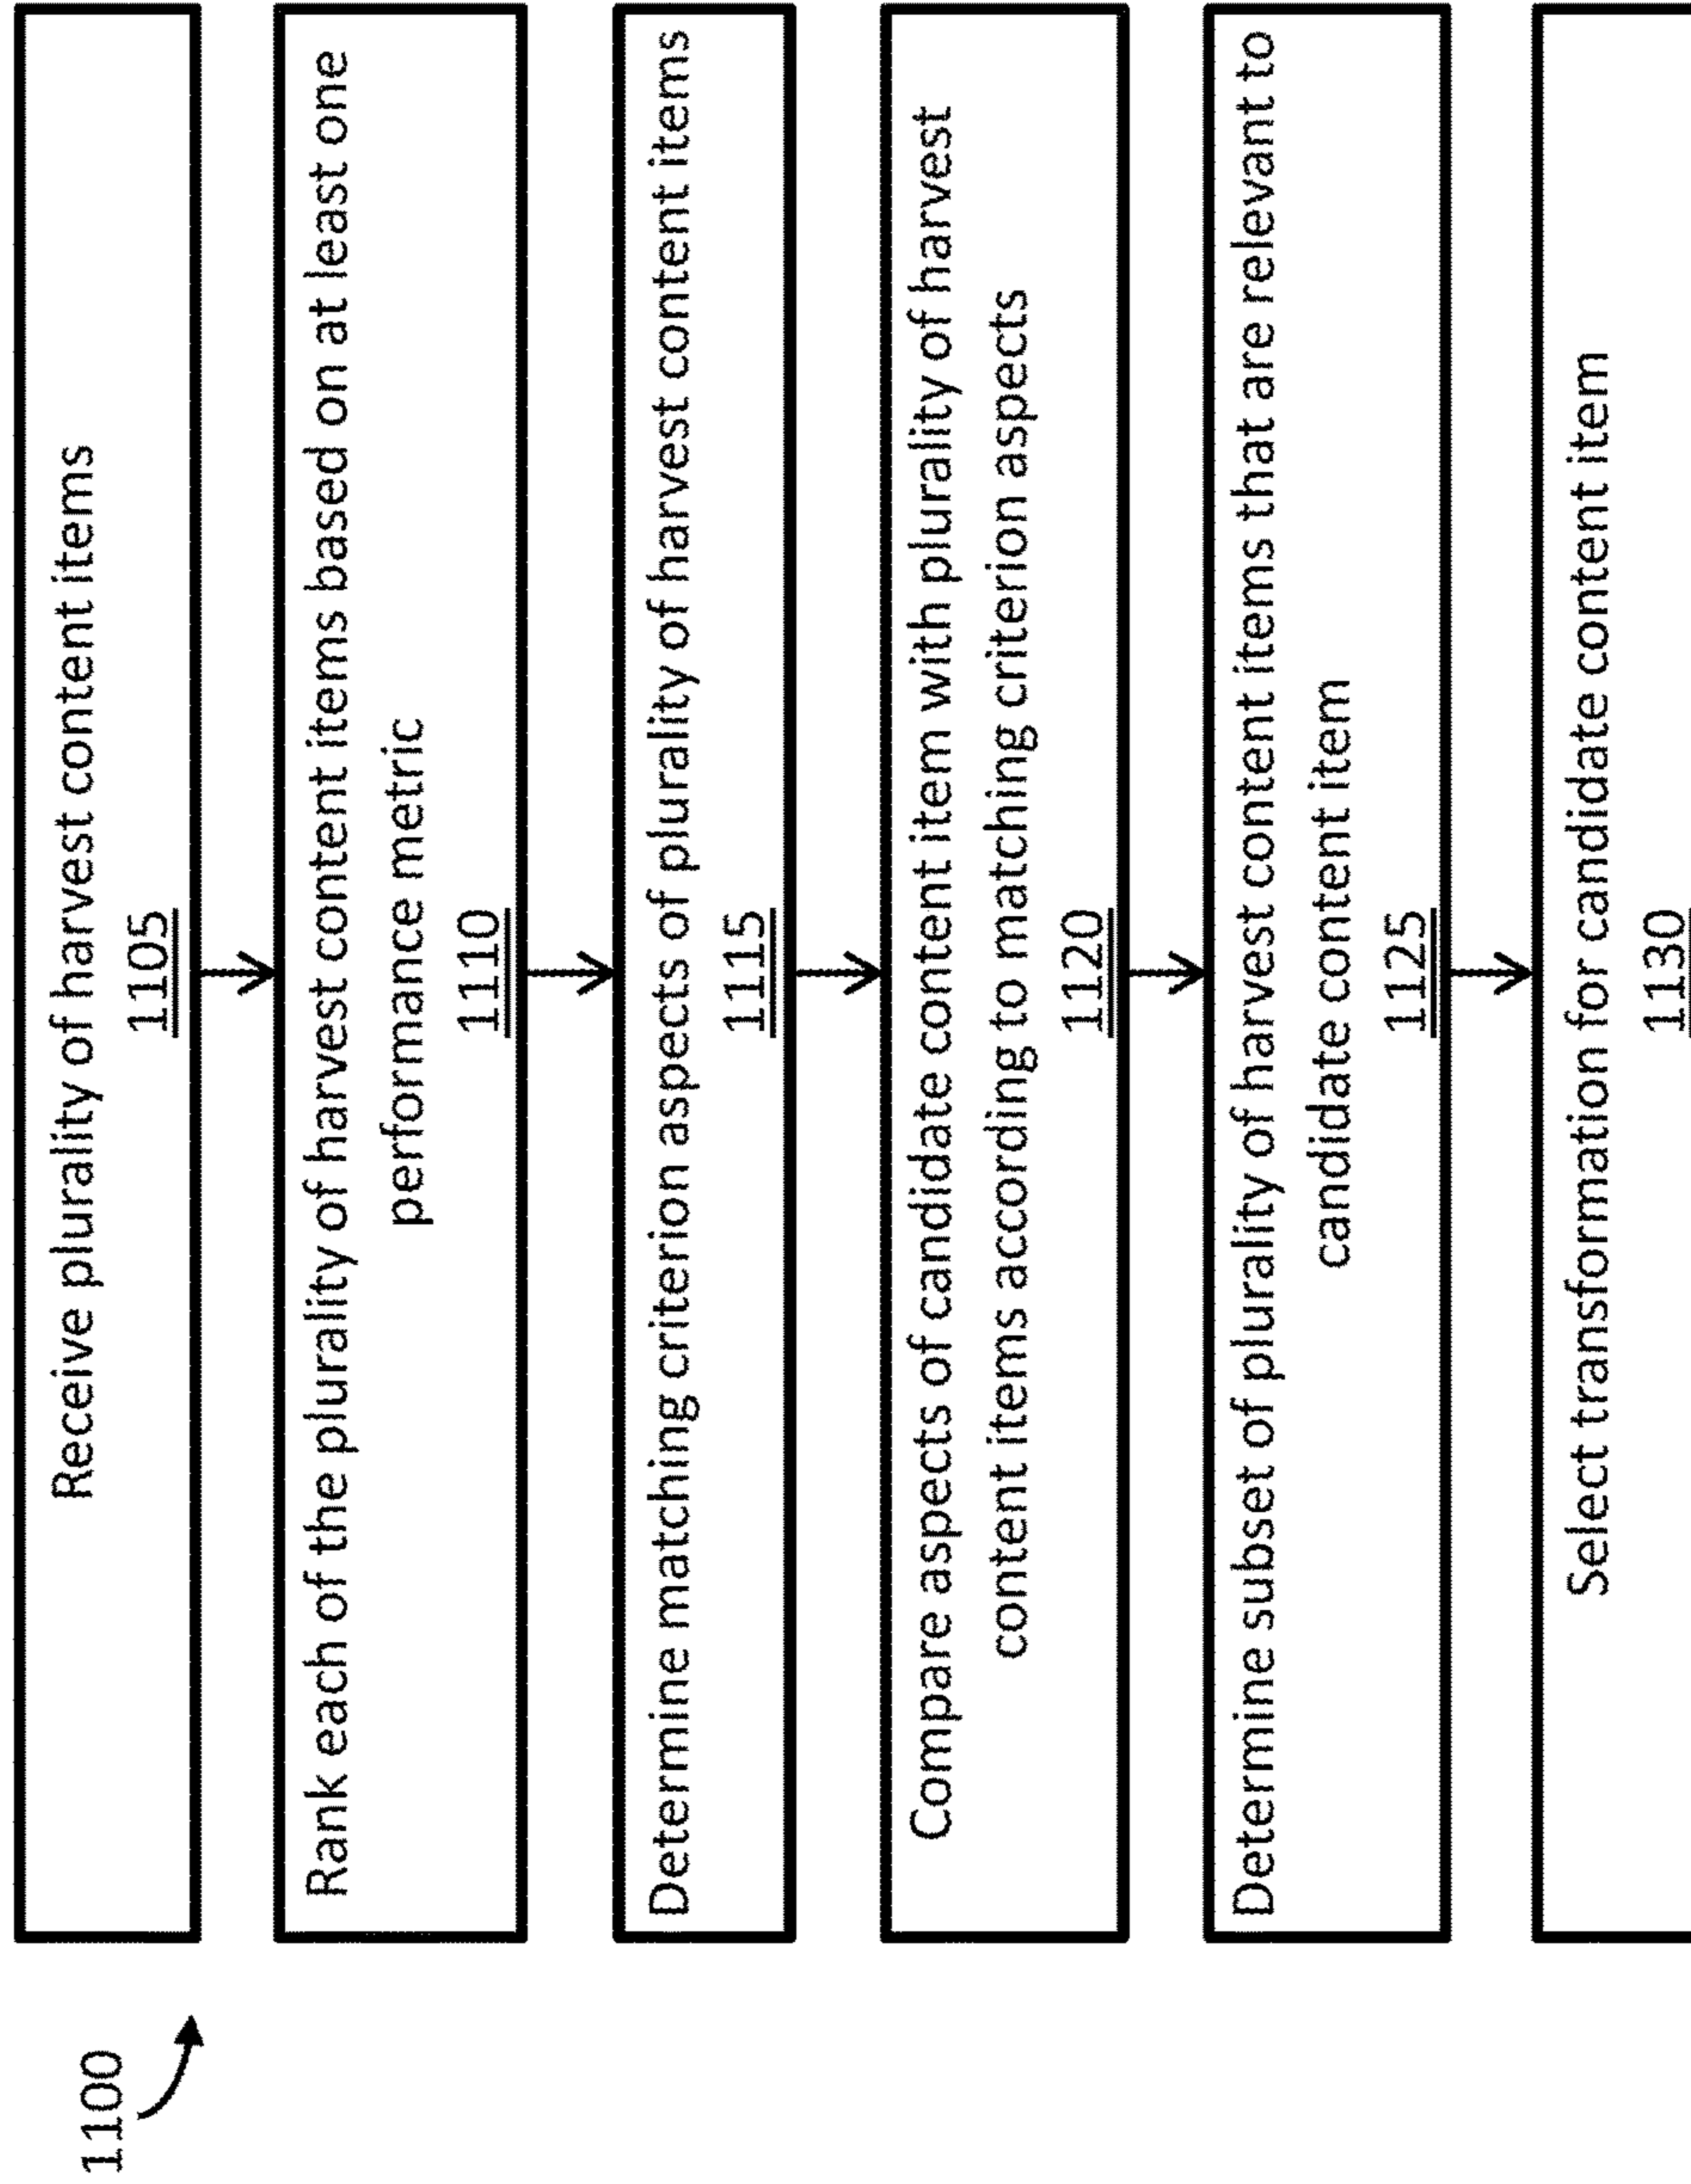 1100
Receive plurality of harvest content items
1105
Rank each of the plurality of harvest content items based on at least one
performance metric
1110
Determine matching criterion aspects of plurality of harvest content items
1115
Compare aspects of candidate content item with plurality of harvest
content items according to matching criterion aspects
1120
Determine subset of plurality of harvest content items that are relevant to
candidate content item
1125
Select transformation for candidate content item
1130